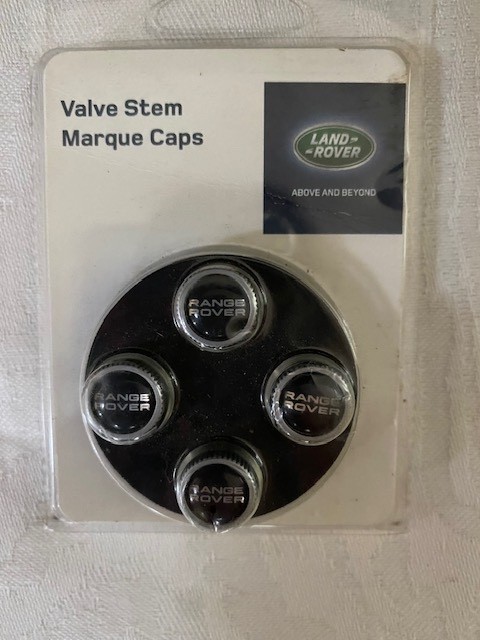 Valve Stem
Marque Caps
LAND
ROVER
ABOVE AND BEYOND
RANGE
ROVER
RANGE
ROVER
RANGE
ROVER
RANGE
ROVER